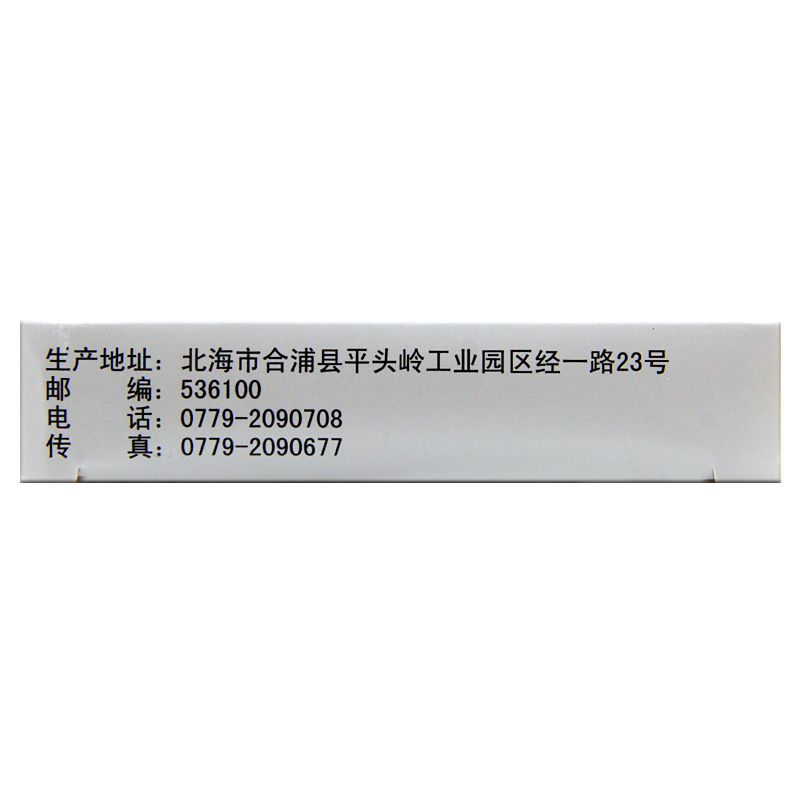 生产地址：北海市合浦县平头岭工业园区经一路23号
邮　　编：536100
电　　话：0779-2090708
传　　真：0779-2090677